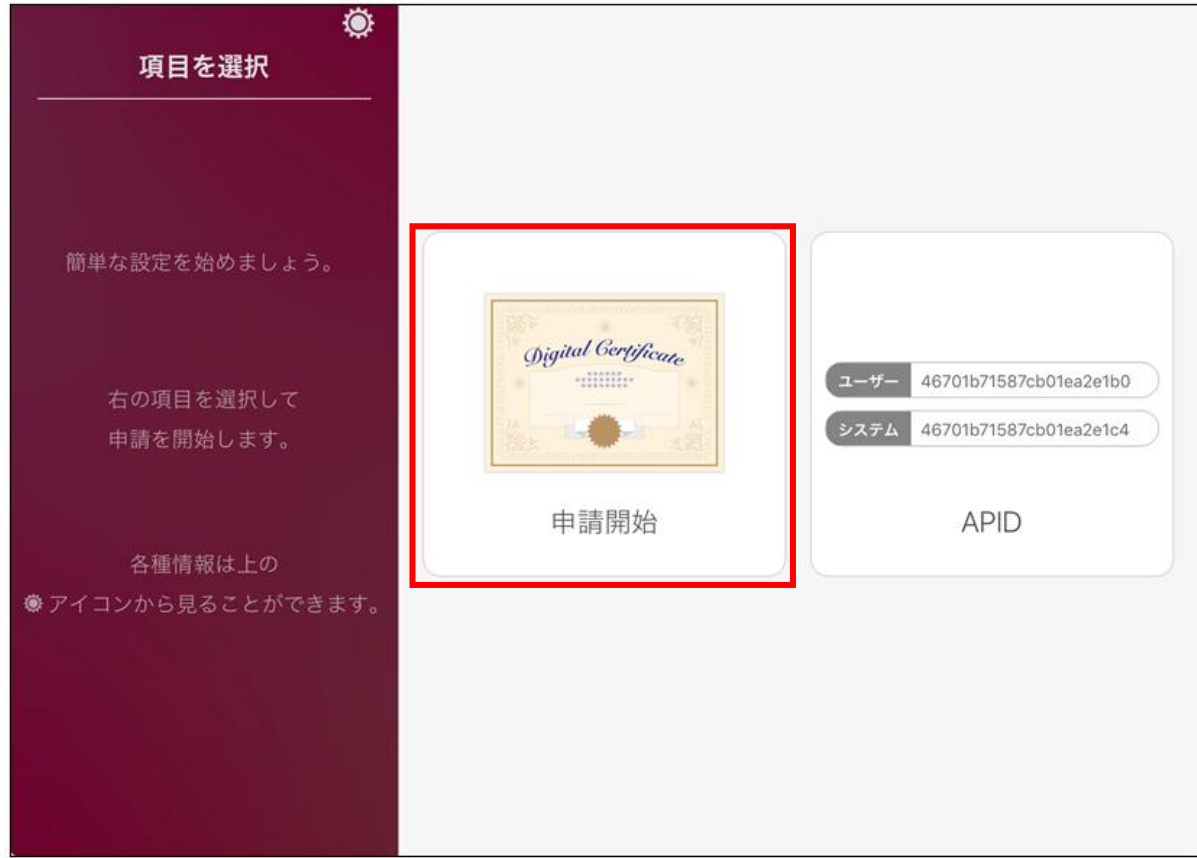 項目を選択
簡単な設定を始めましょう。
右の項目を選択して
申請を開始します。
各種情報は上の
アイコンから見ることができます。
Digital Certificate
申請開始
ユーザー 46701b71587cb01ea2e1b0
システム 46701b71587cb01ea2e1c4
APID